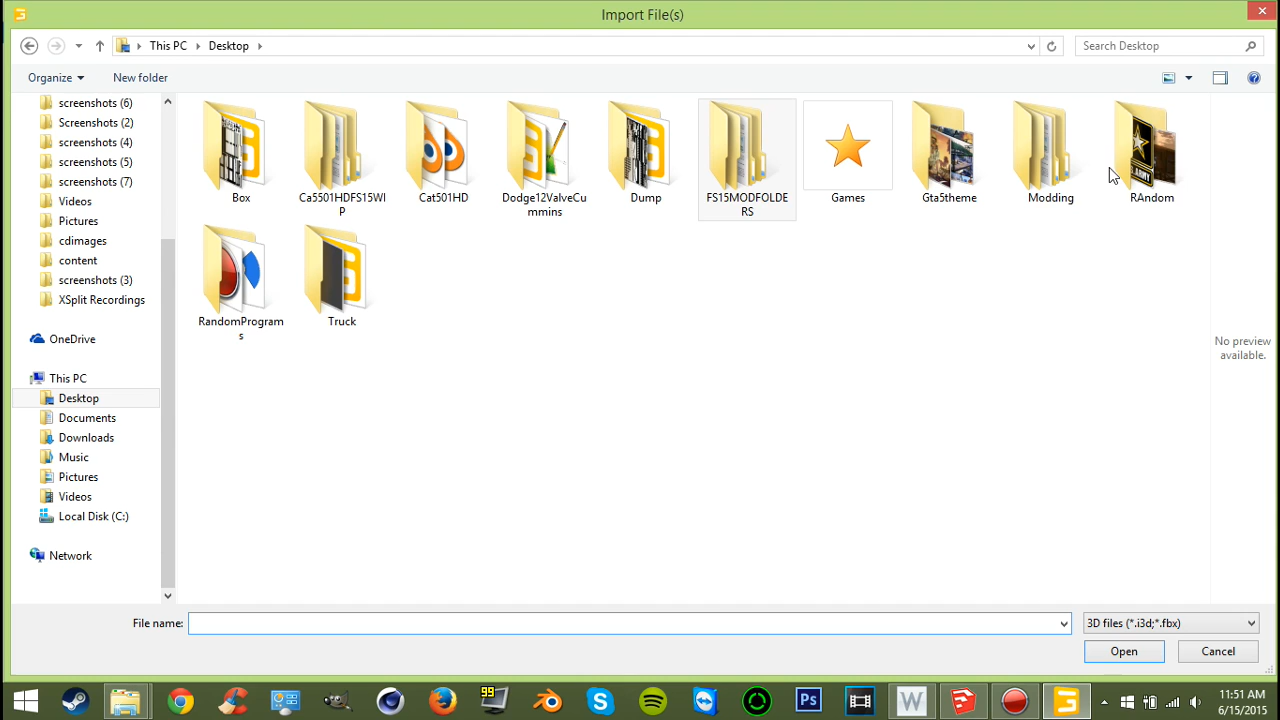 Import File(s)
This PC
Desktop
Search Desktop
Organize
New folder
screenshots (6)
Screenshots (2)
screenshots (4)
screenshots (5)
screenshots (7)
Videos
Pictures
cdimages
content
screenshots (3)
XSplit Recordings
OneDrive
This PC
Desktop
Documents
Downloads
Music
Pictures
Videos
Local Disk (C:)
Network
Box
Ca5501HDFS15WI
P
Cat501HD
Dodge12ValveCu
mmins
Dump
FS15MODFOLDE
RS
Games
Gta5theme
Modding
ARMY
RAndom
RandomProgram
s
Truck
No preview
available.
File name:
3D files (*.i3d;*.fbx)
Open
Cancel
99
W
Ps
11:51 AM
6/15/2015